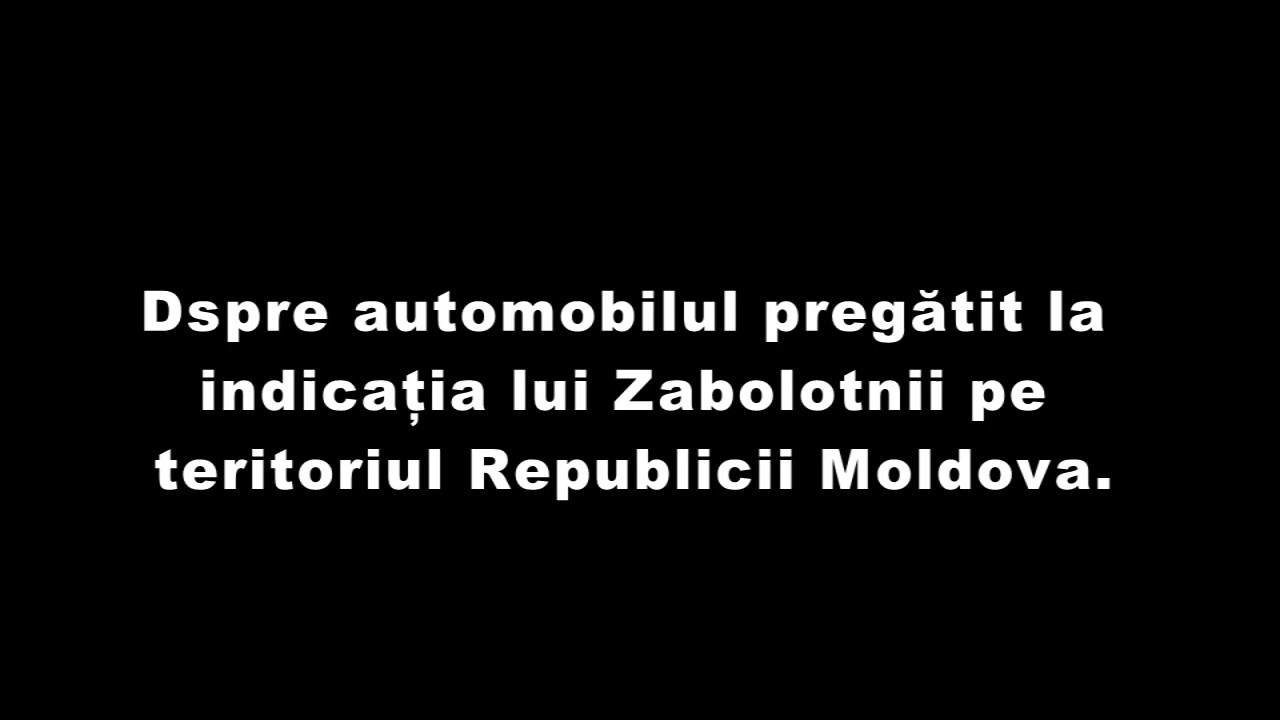 Dspre automobilul pregătit la
indicația lui Zabolotnii pe
teritoriul Republicii Moldova.